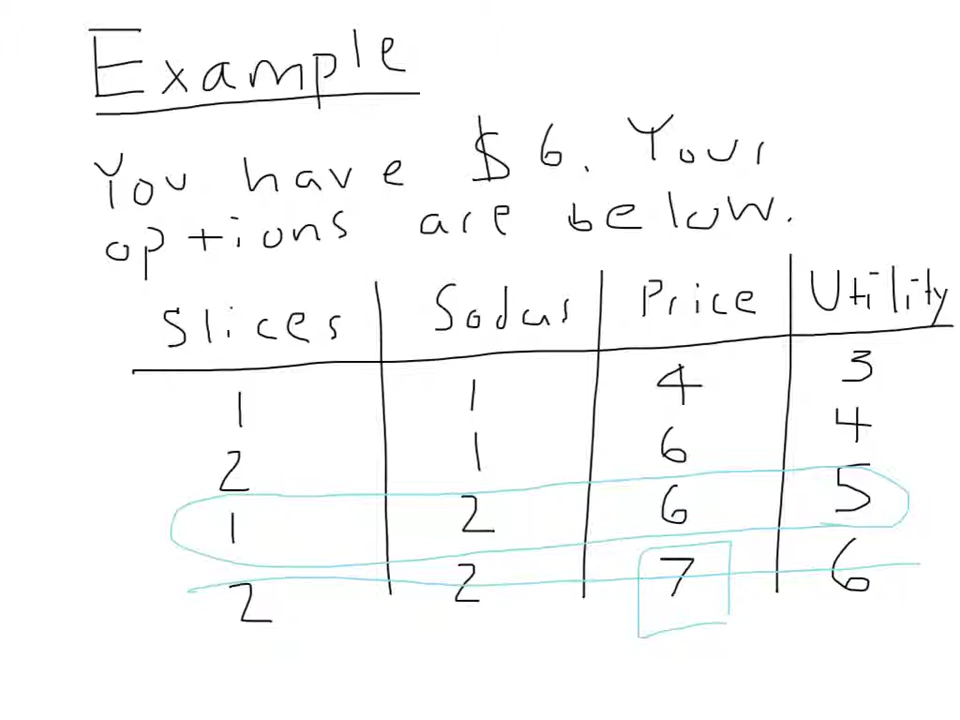 Example
You have $6. Your
options are below.
Slices Sodas Price Utility
1 1 4 3
2 1 6 4
1 2 6 5
2 2 7 6